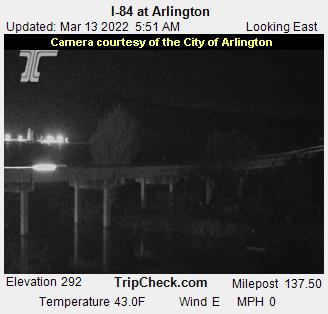 I-84 at Arlington
Updated: Mar 13 2022 5:51 AM Looking East
Camera courtesy of the City of Arlington
Elevation 292 TripCheck.com Milepost 137.50
Temperature 43.0F Wind E MPH 0